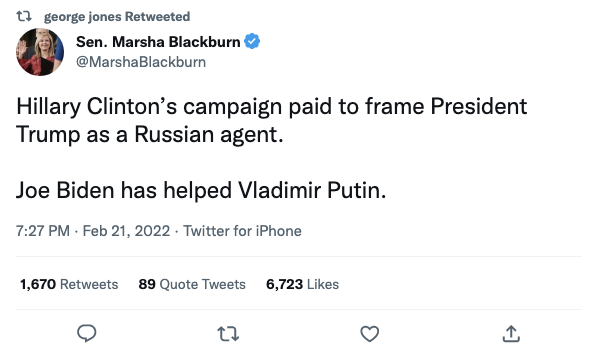 george jones Retweeted
Sen. Marsha Blackburn
@MarshaBlackburn
Hillary Clinton’s campaign paid to frame President
Trump as a Russian agent.
Joe Biden has helped Vladimir Putin.
7:27 PM · Feb 21, 2022 · Twitter for iPhone
1,670 Retweets 89 Quote Tweets 6,723 Likes